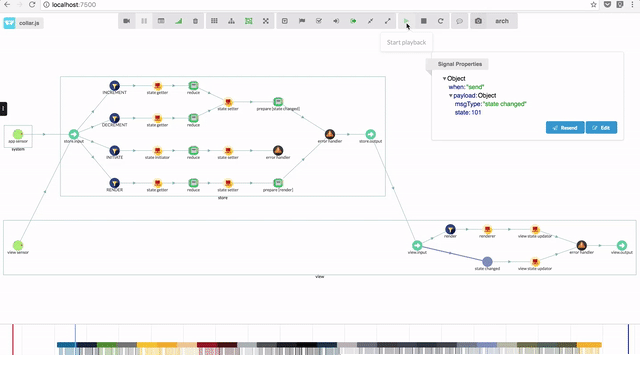 localhost:7500
collar.js
arch
Start playback
Signal Properties
Object
when: "send"
payload: Object
msgType: "state changed"
state: 101
Resend
Edit
INCREMENT
state getter
reduce
state setter
prepare [state changed]
DECREMENT
state getter
reduce
app.sensor
system
store.input
error handler
store.output
INITIATE
state initiator
reduce
state setter
error handler
RENDER
state getter
reduce
state setter
prepare [render]
store
render
renderer
view state updator
view sensor
view.input
error handler
view.output
state changed
view state updator
view